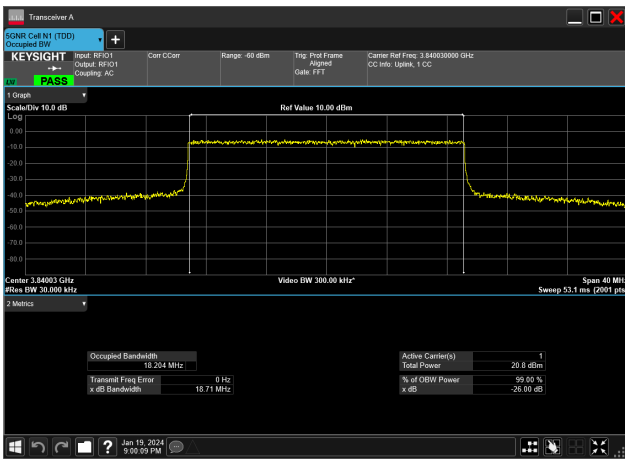 Transceiver A
5GNR Cell N1 (TDD)
Occupied BW
KEYSIGHT
LXI
PASS
Input: RFIO1
Output: RFIO1
Coupling: AC
Corr CCorr
Range: -60 dBm
Trig: Prot Frame
Aligned
Gate: FFT
Carrier Ref Freq: 3.840030000 GHz
CC Info: Uplink, 1 CC
1 Graph
Scale/Div 10.0 dB
Ref Value 10.00 dBm
Log
0.00
-10.0
-20.0
-30.0
-40.0
-50.0
-60.0
-70.0
-80.0
Center 3.84003 GHz
Video BW 300.00 kHz*
Span 40 MHz
#Res BW 30.000 kHz
Sweep 53.1 ms (2001 pts
2 Metrics
Occupied Bandwidth
18.204 MHz
Transmit Freq Error 0 Hz
x dB Bandwidth 18.71 MHz
Active Carrier(s) 1
Total Power 20.8 dBm
% of OBW Power 99.00 %
x dB -26.00 dB
?
Jan 19, 2024
9:00:09 PM